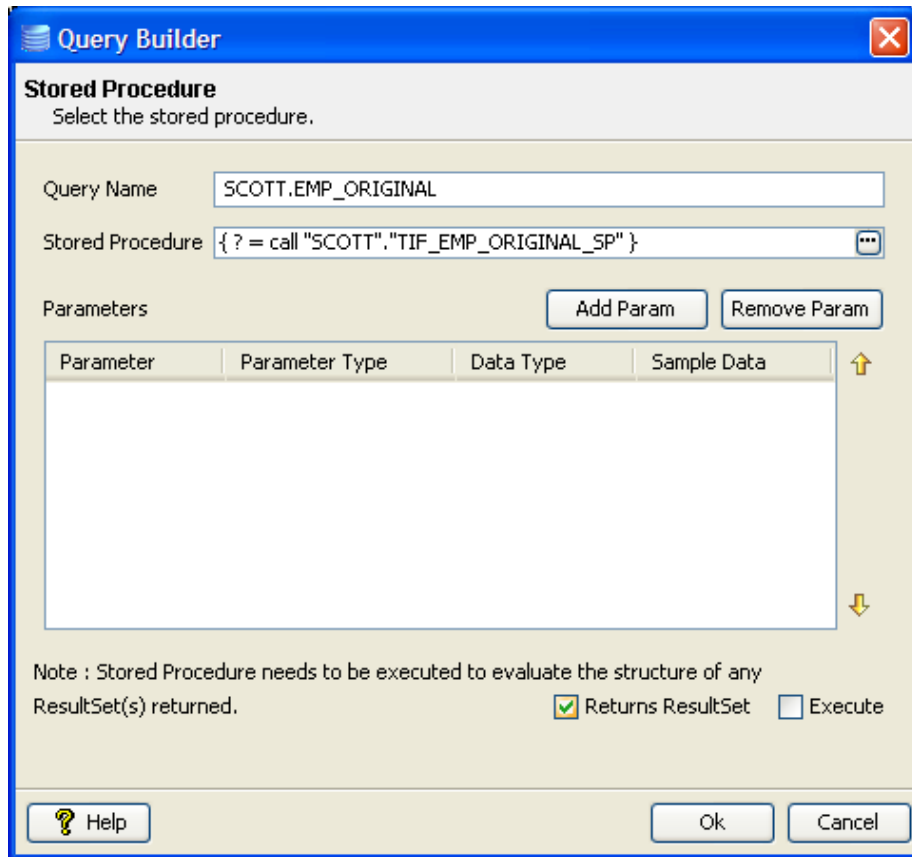 Query Builder
Stored Procedure
Select the stored procedure.
Query Name SCOTT.EMP_ORIGINAL
Stored Procedure { ? = call "SCOTT"."TIF_EMP_ORIGINAL_SP" } ...
Parameters Add Param Remove Param
Parameter Parameter Type Data Type Sample Data
Note : Stored Procedure needs to be executed to evaluate the structure of any
ResultSet(s) returned. Returns ResultSet Execute
? Help Ok Cancel